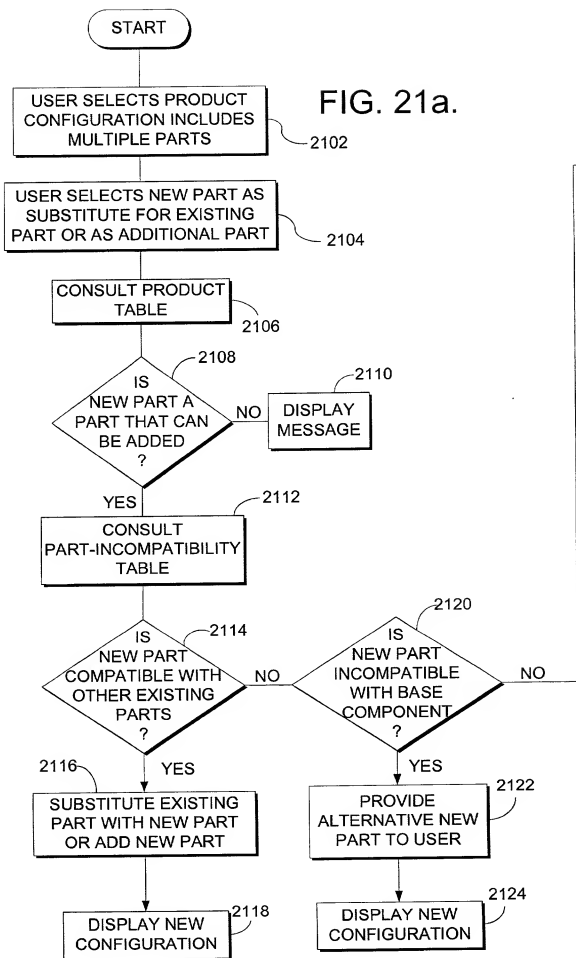 START
FIG. 21a.
USER SELECTS PRODUCT
CONFIGURATION INCLUDES
MULTIPLE PARTS
2102
USER SELECTS NEW PART AS
SUBSTITUTE FOR EXISTING
PART OR AS ADDITIONAL PART
2104
CONSULT PRODUCT
TABLE
2106
2108
IS
NEW PART A
PART THAT CAN
BE ADDED
?
NO
2110
DISPLAY
MESSAGE
YES
2112
CONSULT
PART-INCOMPATIBILITY
TABLE
2114
IS
NEW PART
COMPATIBLE WITH
OTHER EXISTING
PARTS
?
NO
2120
IS
NEW PART
INCOMPATIBLE
WITH BASE
COMPONENT
?
NO
YES
2116
SUBSTITUTE EXISTING
PART WITH NEW PART
OR ADD NEW PART
YES
2122
PROVIDE
ALTERNATIVE NEW
PART TO USER
2118
DISPLAY NEW
CONFIGURATION
2124
DISPLAY NEW
CONFIGURATION